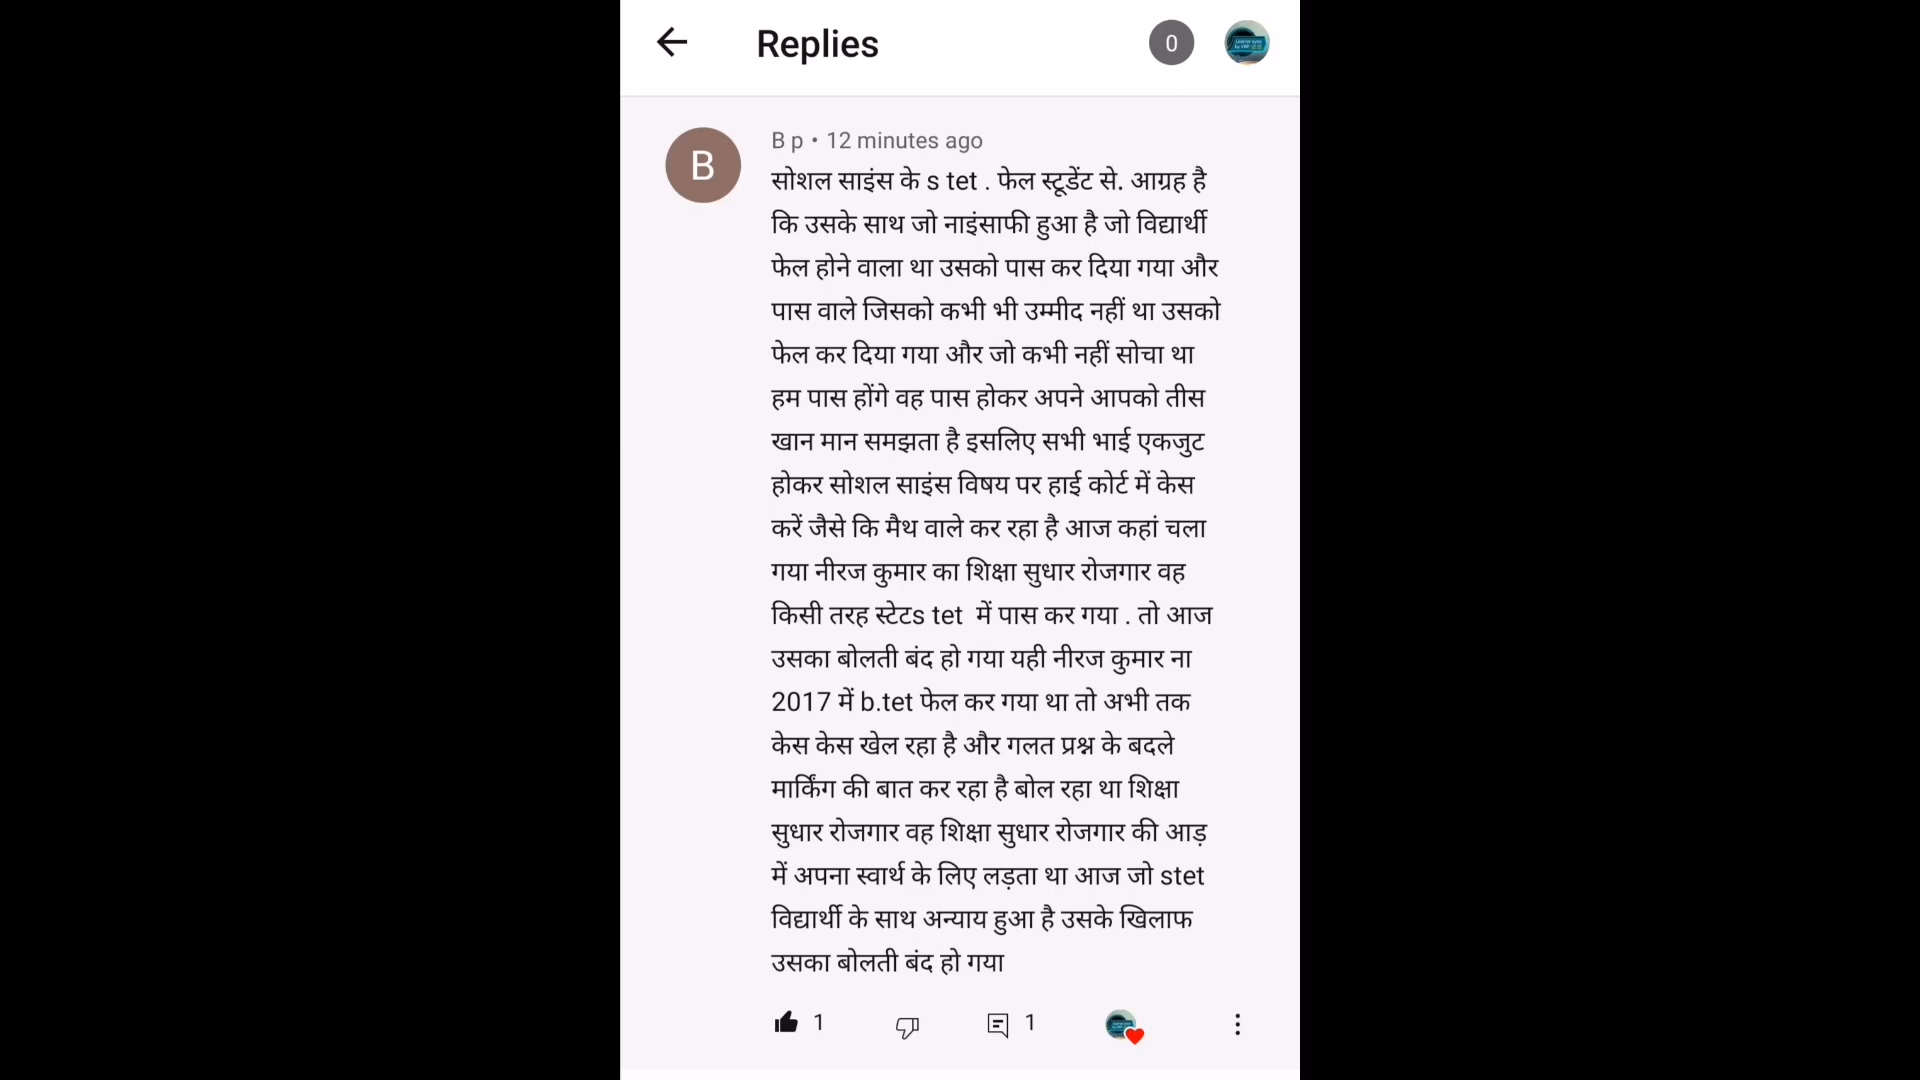 Replies
0
B
B p • 12 minutes ago
सोशल साइंस के s tet . फेल स्टूडेंट से. आग्रह है
कि उसके साथ जो नाइंसाफी हुआ है जो विद्यार्थी
फेल होने वाला था उसको पास कर दिया गया और
पास वाले जिसको कभी भी उम्मीद नहीं था उसको
फेल कर दिया गया और जो कभी नहीं सोचा था
हम पास होंगे वह पास होकर अपने आपको तीस
खान मान समझता है इसलिए सभी भाई एकजुट
होकर सोशल साइंस विषय पर हाई कोर्ट में केस
करें जैसे कि मैथ वाले कर रहा है आज कहां चला
गया नीरज कुमार का शिक्षा सुधार रोजगार वह
किसी तरह स्टेटs tet  में पास कर गया . तो आज
उसका बोलती बंद हो गया यही नीरज कुमार ना
2017 में b.tet फेल कर गया था तो अभी तक
केस केस खेल रहा है और गलत प्रश्न के बदले
मार्किंग की बात कर रहा है बोल रहा था शिक्षा
सुधार रोजगार वह शिक्षा सुधार रोजगार की आड़
में अपना स्वार्थ के लिए लड़ता था आज जो stet
विद्यार्थी के साथ अन्याय हुआ है उसके खिलाफ
उसका बोलती बंद हो गया
1
1